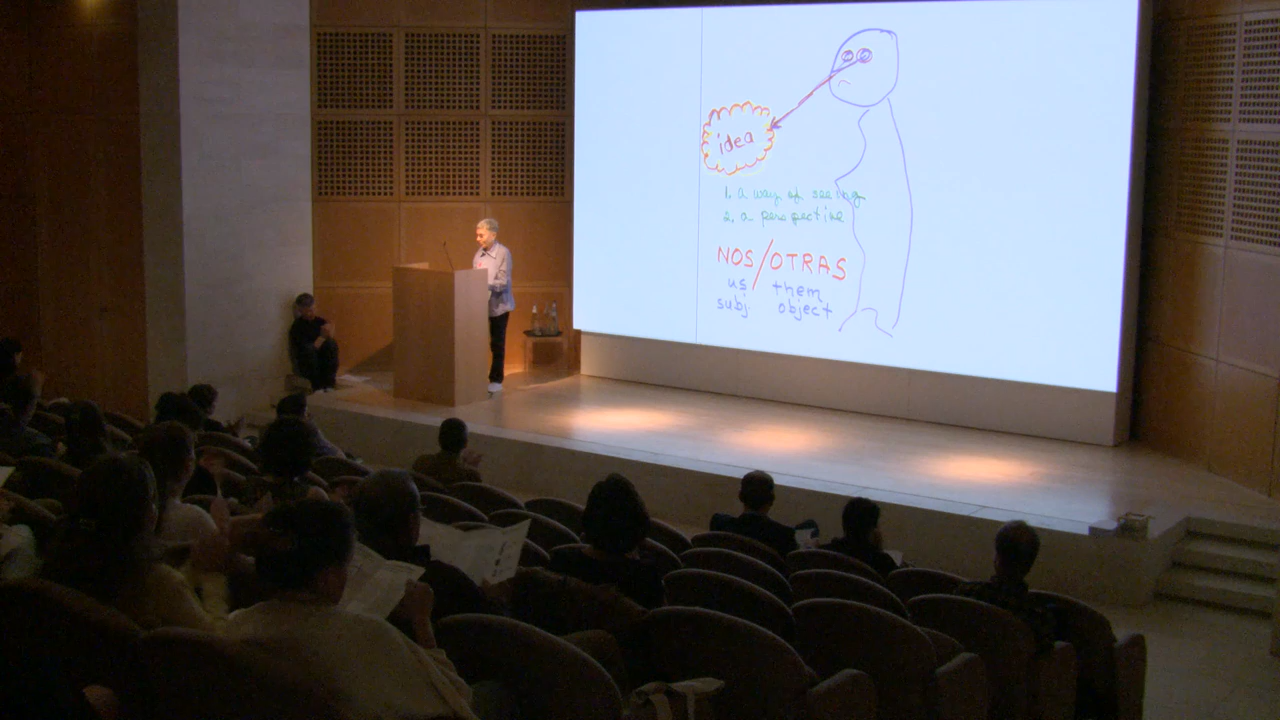 idea
1. a way of seeing
2. a perspective
NOS/OTRAS
us them
subj. object